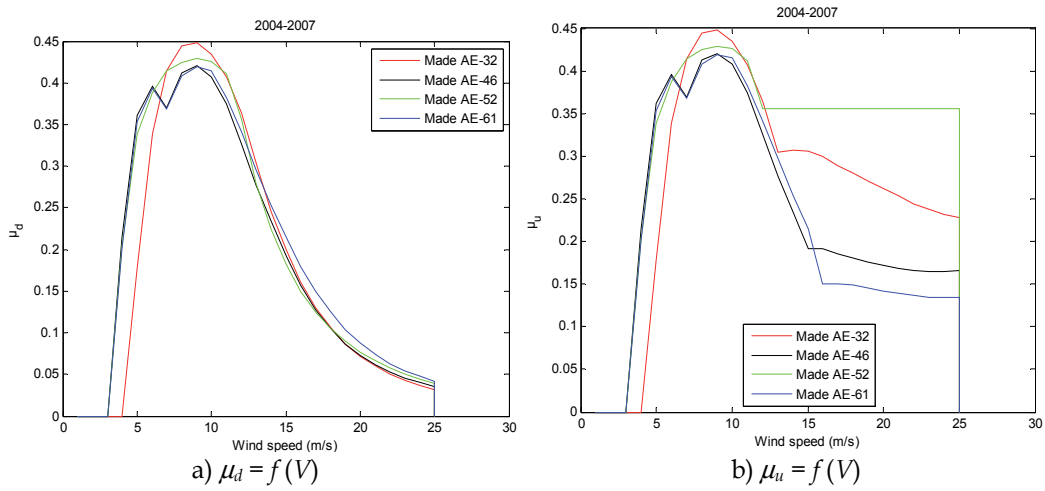 2004-2007
0.45
0.4
0.35
0.3
0.25
0.2
0.15
0.1
0.05
0
μd
Made AE-32
Made AE-46
Made AE-52
Made AE-61
0 5 10 15 20 25 30
Wind speed (m/s)
a) μd = f (V)
2004-2007
0.45
0.4
0.35
0.3
0.25
0.2
0.15
0.1
0.05
0
μu
Made AE-32
Made AE-46
Made AE-52
Made AE-61
0 5 10 15 20 25 30
Wind speed (m/s)
b) μu = f (V)